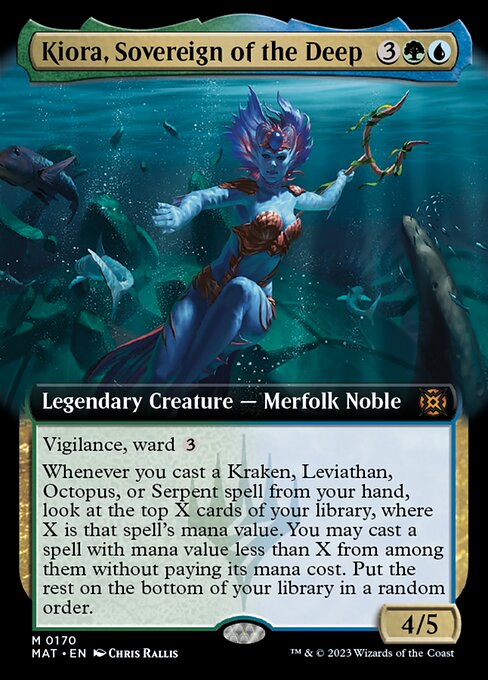 Kiora, Sovereign of the Deep 3
Legendary Creature — Merfolk Noble
Vigilance, ward 3
Whenever you cast a Kraken, Leviathan,
Octopus, or Serpent spell from your hand,
look at the top X cards of your library, where
X is that spell's mana value. You may cast a
spell with mana value less than X from among
them without paying its mana cost. Put the
rest on the bottom of your library in a random
order.
4/5
M 0170
MAT • EN Chris Rallis
™ & © 2023 Wizards of the Coast